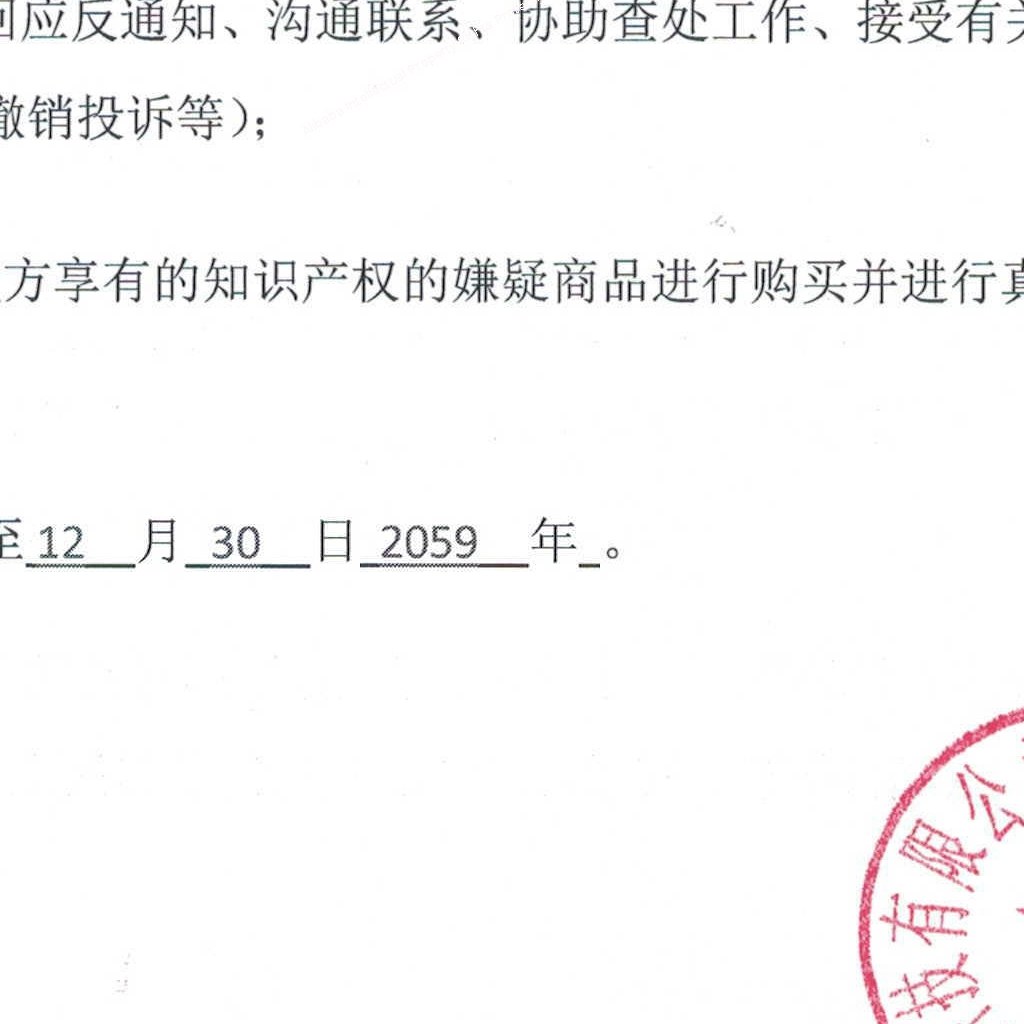 回应反通知、沟通联系、协助查处工作、接受有关
撤销投诉等）；
方享有的知识产权的嫌疑商品进行购买并进行真
至 12 月 30 日 2059 年 。
技有限公